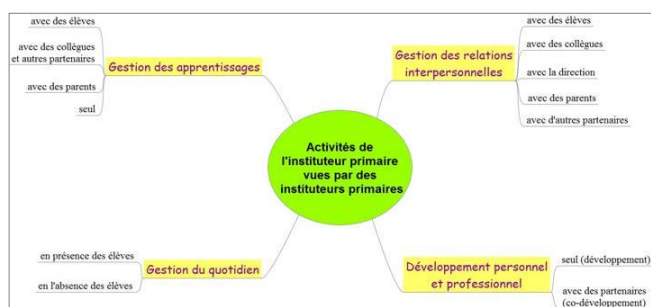 avec des élèves
avec des collègues
et autres partenaires
avec des parents
seul
Gestion des apprentissages
Gestion des relations
interpersonnelles
avec des élèves
avec des collègues
avec la direction
avec des parents
avec d'autres partenaires
Activités de
l'instituteur primaire
vues par des
instituteurs primaires
en présence des élèves
en l'absence des élèves
Gestion du quotidien
Développement personnel
et professionnel
seul (développement)
avec des partenaires
(co-développement)